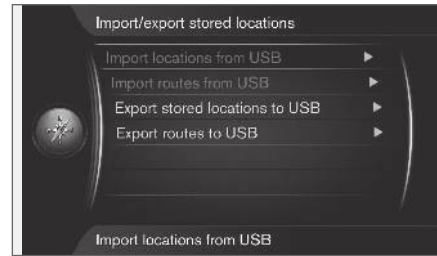 Import/export stored locations
Import locations from USB
Import routes from USB
Export stored locations to USB
Export routes to USB
Import locations from USB